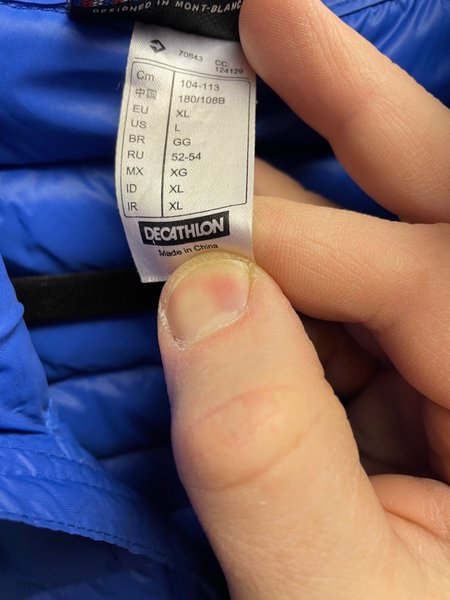 DESIGNED IN MONT-BLANC
70843 CC
124129
Cm 104-113
中国 180/108B
EU XL
US L
BR GG
RU 52-54
MX XG
ID XL
IR XL
DECATHLON
Made in China